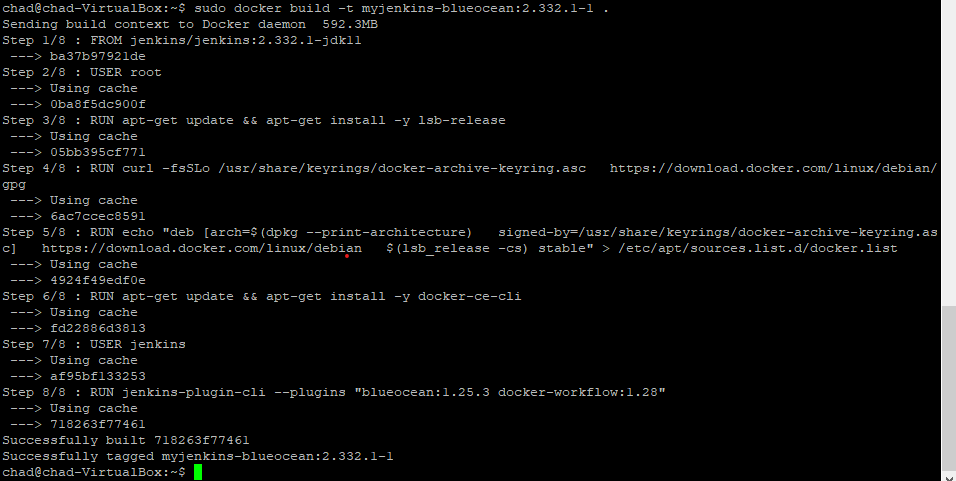 chad@chad-VirtualBox:~$ sudo docker build -t myjenkins-blueocean:2.332.1-1 .
Sending build context to Docker daemon  592.3MB
Step 1/8 : FROM jenkins/jenkins:2.332.1-jdk11
 ---> ba37b97921de
Step 2/8 : USER root
 ---> Using cache
 ---> 0ba8f5dc900f
Step 3/8 : RUN apt-get update && apt-get install -y lsb-release
 ---> Using cache
 ---> 05bb395cf771
Step 4/8 : RUN curl -fsSLo /usr/share/keyrings/docker-archive-keyring.asc   https://download.docker.com/linux/debian/
gpg
 ---> Using cache
 ---> 6ac7ccec8591
Step 5/8 : RUN echo "deb [arch=$(dpkg --print-architecture)   signed-by=/usr/share/keyrings/docker-archive-keyring.as
c]   https://download.docker.com/linux/debian   $(lsb_release -cs) stable" > /etc/apt/sources.list.d/docker.list
 ---> Using cache
 ---> 4924f49edf0e
Step 6/8 : RUN apt-get update && apt-get install -y docker-ce-cli
 ---> Using cache
 ---> fd22886d3813
Step 7/8 : USER jenkins
 ---> Using cache
 ---> af95bf133253
Step 8/8 : RUN jenkins-plugin-cli --plugins "blueocean:1.25.3 docker-workflow:1.28"
 ---> Using cache
 ---> 718263f77461
Successfully built 718263f77461
Successfully tagged myjenkins-blueocean:2.332.1-1
chad@chad-VirtualBox:~$